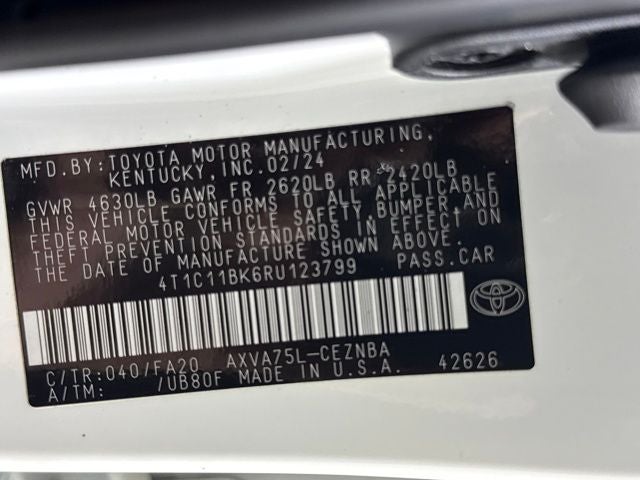 MFD.BY: TOYOTA MOTOR MANUFACTURING,
KENTUCKY, INC. 02/24
GVWR 4630LB GAWR FR 2620LB RR 2420LB
THIS VEHICLE CONFORMS TO ALL APPLICABLE
FEDERAL MOTOR VEHICLE SAFETY, BUMPER, AND
THEFT PREVENTION STANDARDS IN EFFECT ON
THE DATE OF MANUFACTURE SHOWN ABOVE.
4T1C11BK6RU123799 PASS.CAR
C/TR: 040/FA20 AXVA75L-CEZNBA
A/TM: /UB80F MADE IN U.S.A. 42626